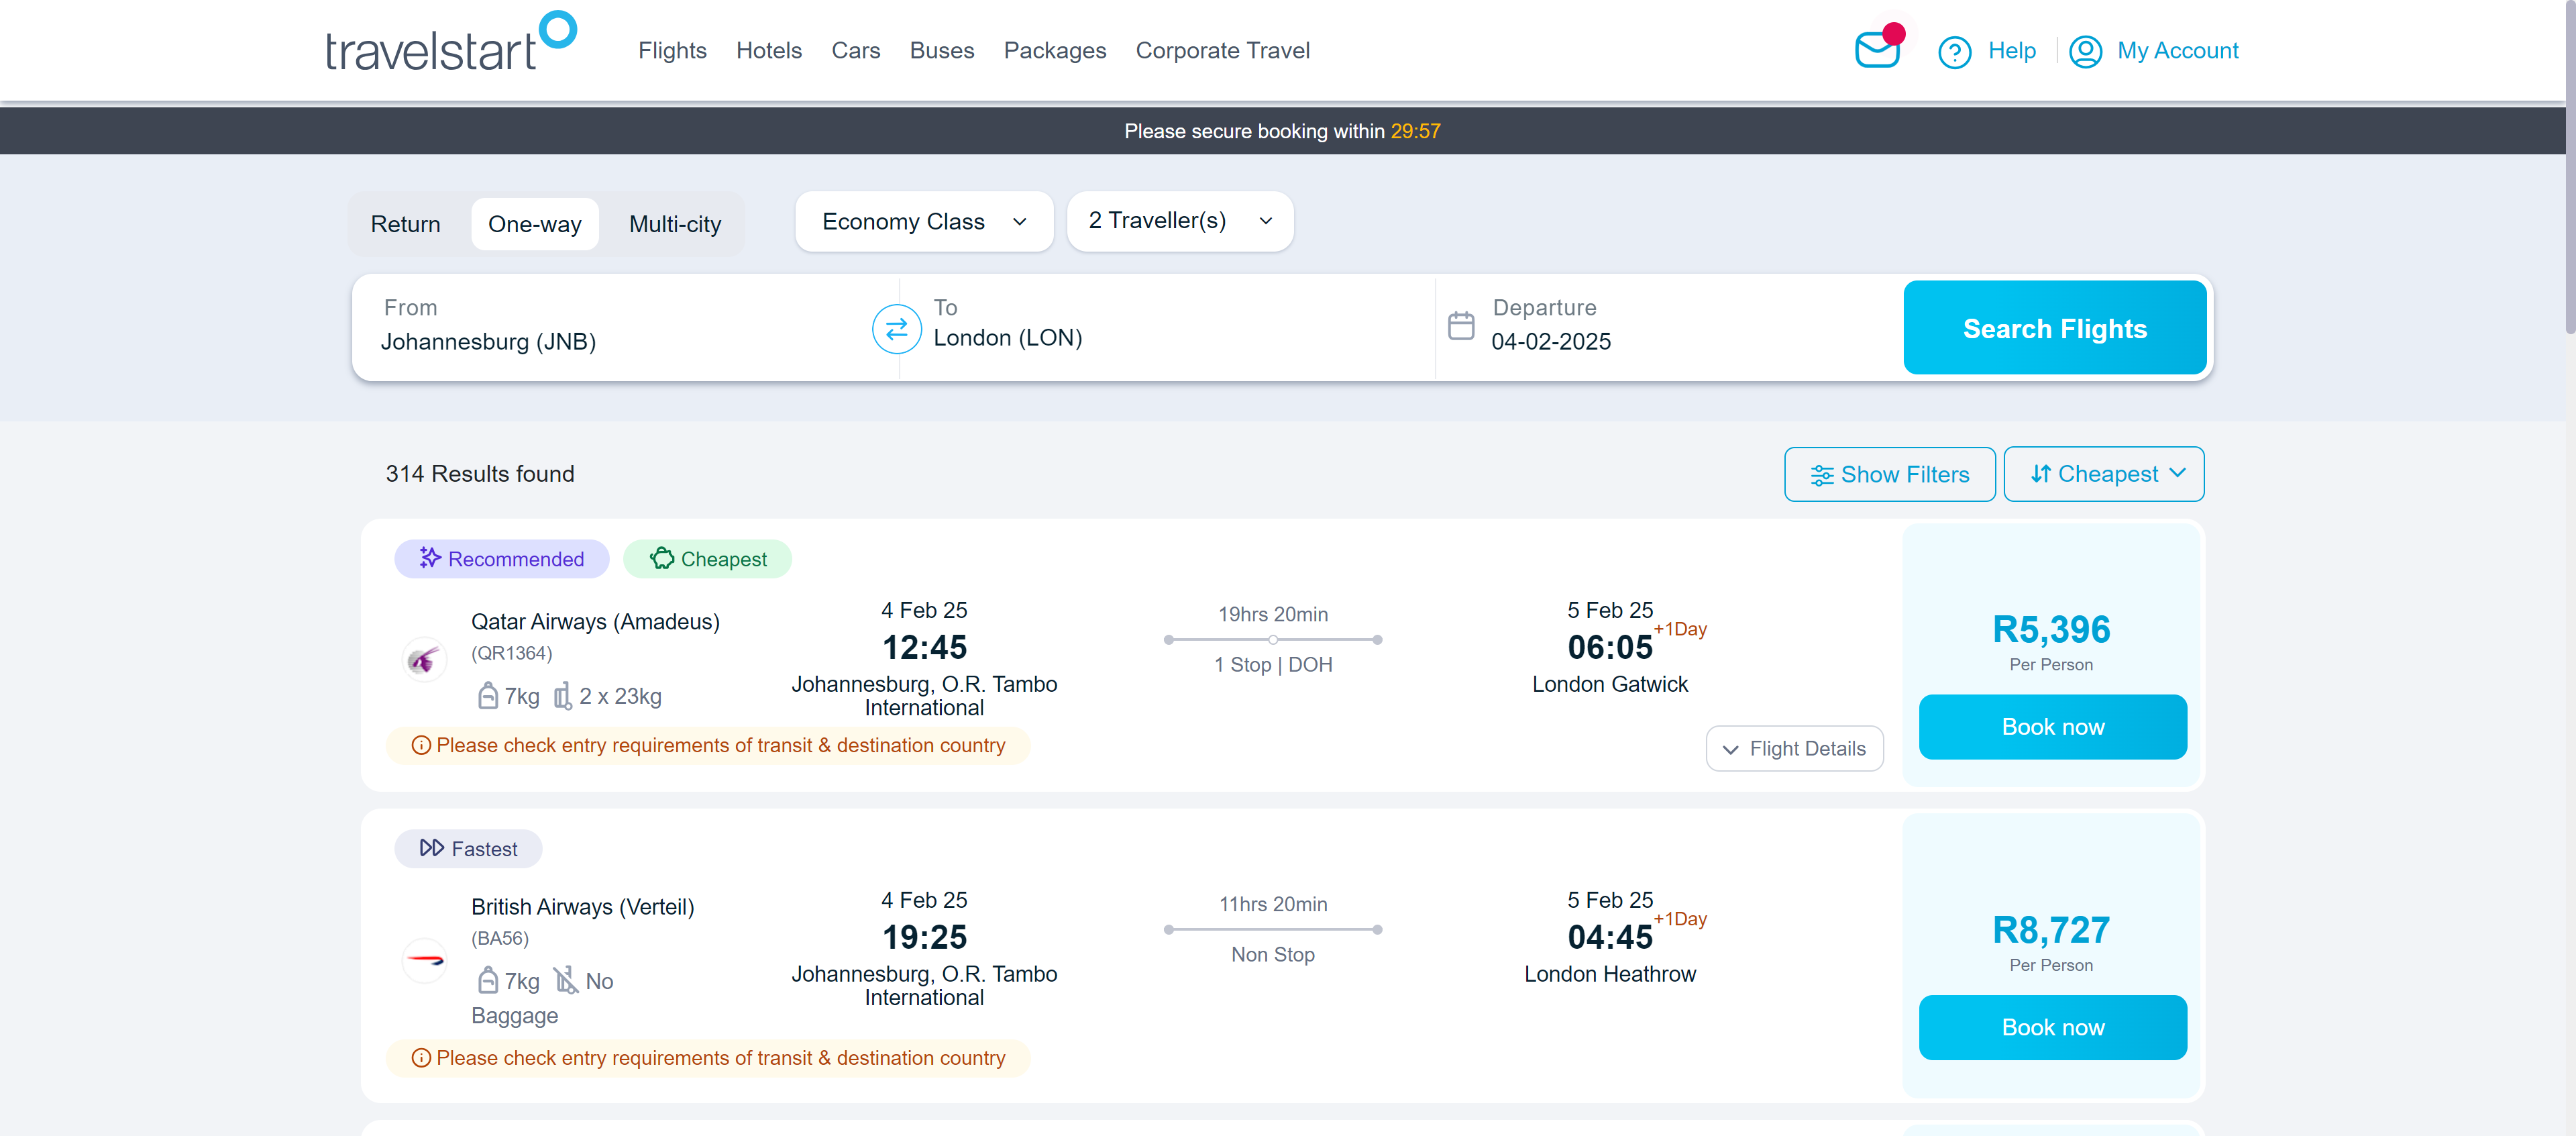 travelstart
Flights Hotels Cars Buses Packages Corporate Travel
Help My Account
Please secure booking within 29:57
Return One-way Multi-city Economy Class 2 Traveller(s)
From
Johannesburg (JNB)
To
London (LON)
Departure
04-02-2025
Search Flights
314 Results found
Show Filters Cheapest
Recommended Cheapest
Qatar Airways (Amadeus)
(QR1364)
7kg 2 x 23kg
4 Feb 25
12:45
Johannesburg, O.R. Tambo
International
19hrs 20min
1 Stop | DOH
5 Feb 25
06:05 +1Day
London Gatwick
Please check entry requirements of transit & destination country
Flight Details
R5,396
Per Person
Book now
Fastest
British Airways (Verteil)
(BA56)
7kg No
Baggage
4 Feb 25
19:25
Johannesburg, O.R. Tambo
International
11hrs 20min
Non Stop
5 Feb 25
04:45 +1Day
London Heathrow
Please check entry requirements of transit & destination country
R8,727
Per Person
Book now